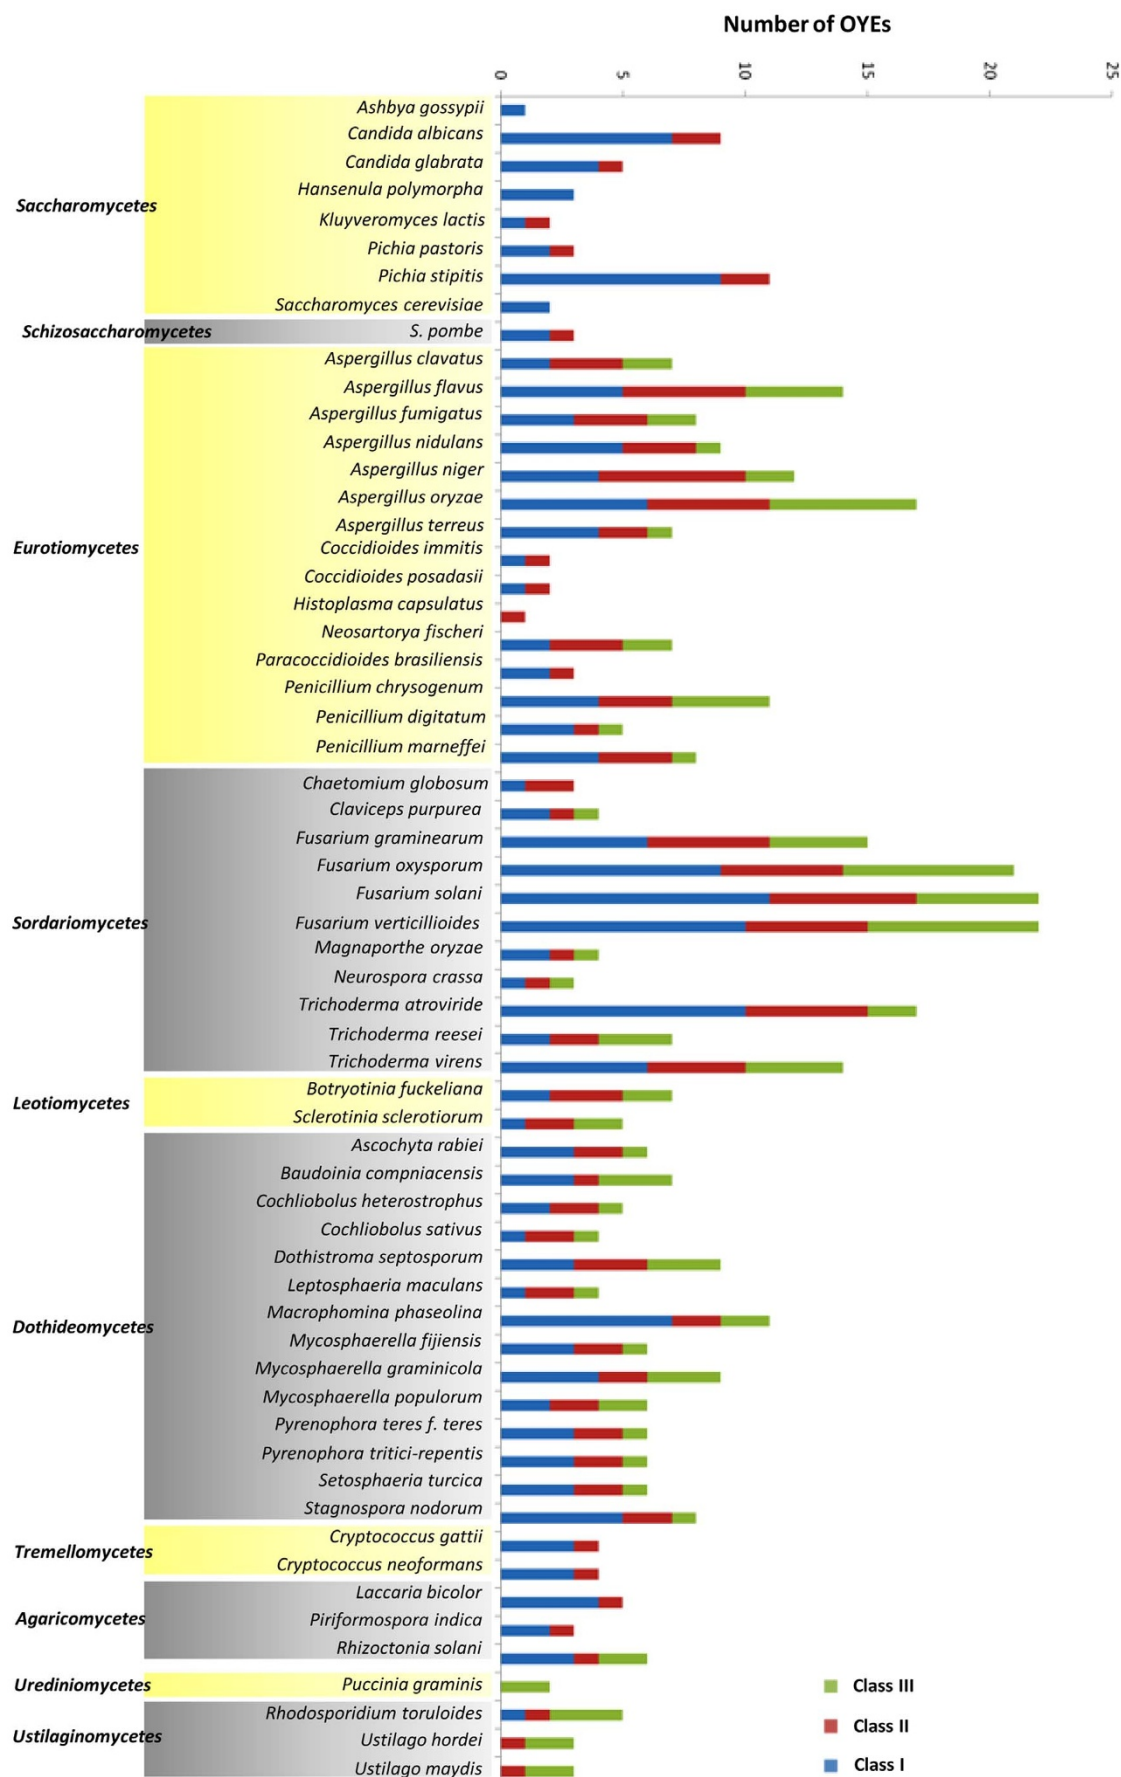 Number of OYEs
0 5 10 15 20 25
Saccharomycetes
Ashbya gossypii
Candida albicans
Candida glabrata
Hansenula polymorpha
Kluyveromyces lactis
Pichia pastoris
Pichia stipitis
Saccharomyces cerevisiae
Schizosaccharomycetes
S. pombe
Eurotiomycetes
Aspergillus clavatus
Aspergillus flavus
Aspergillus fumigatus
Aspergillus nidulans
Aspergillus niger
Aspergillus oryzae
Aspergillus terreus
Coccidioides immitis
Coccidioides posadasii
Histoplasma capsulatus
Neosartorya fischeri
Paracoccidioides brasiliensis
Penicillium chrysogenum
Penicillium digitatum
Penicillium marneffei
Sordariomycetes
Chaetomium globosum
Claviceps purpurea
Fusarium graminearum
Fusarium oxysporum
Fusarium solani
Fusarium verticillioides
Magnaporthe oryzae
Neurospora crassa
Trichoderma atroviride
Trichoderma reesei
Trichoderma virens
Leotiomycetes
Botryotinia fuckeliana
Sclerotinia sclerotiorum
Dothideomycetes
Ascochyta rabiei
Baudoinia compniacensis
Cochliobolus heterostrophus
Cochliobolus sativus
Dothistroma septosporum
Leptosphaeria maculans
Macrophomina phaseolina
Mycosphaerella fijiensis
Mycosphaerella graminicola
Mycosphaerella populorum
Pyrenophora teres f. teres
Pyrenophora tritici-repentis
Setosphaeria turcica
Stagnospora nodorum
Tremellomycetes
Cryptococcus gattii
Cryptococcus neoformans
Agaricomycetes
Laccaria bicolor
Piriformospora indica
Rhizoctonia solani
Urediniomycetes
Puccinia graminis
Ustilaginomycetes
Rhodosporidium toruloides
Ustilago hordei
Ustilago maydis
Class III
Class II
Class I